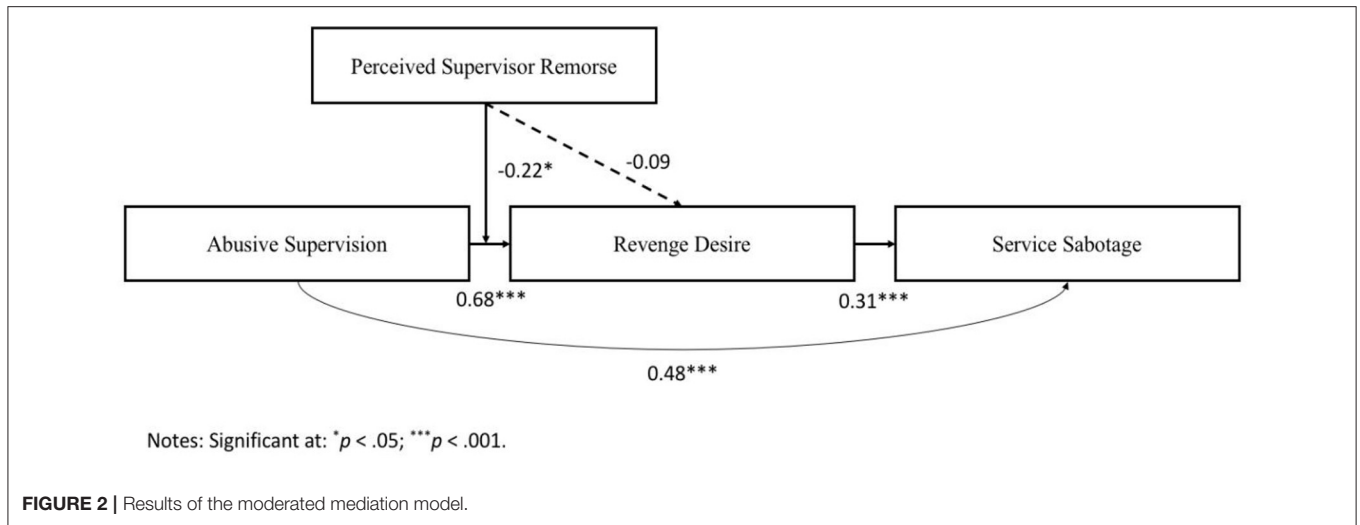 Perceived Supervisor Remorse
-0.22*
-0.09
Abusive Supervision
Revenge Desire
Service Sabotage
0.68***
0.31***
0.48***
Notes: Significant at: *p < .05; ***p < .001.
FIGURE 2 | Results of the moderated mediation model.